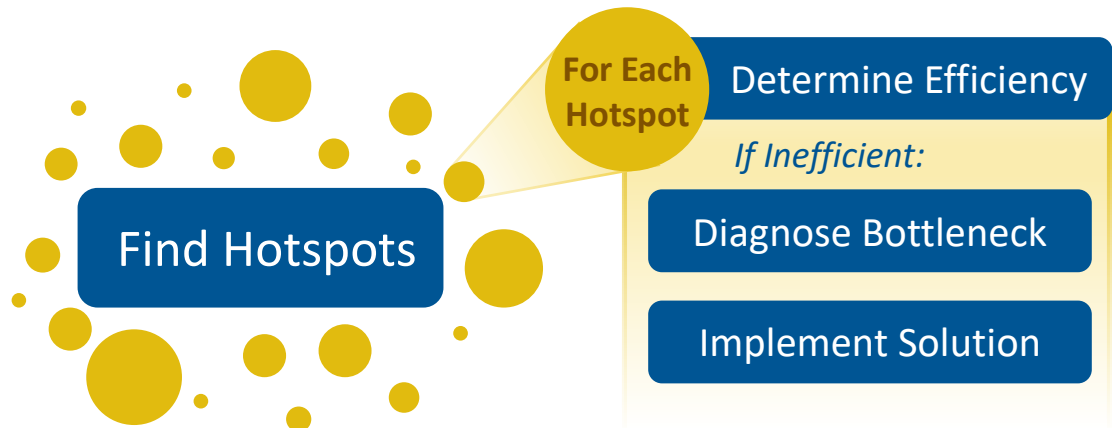 Find Hotspots
For Each
Hotspot
Determine Efficiency
If Inefficient:
Diagnose Bottleneck
Implement Solution